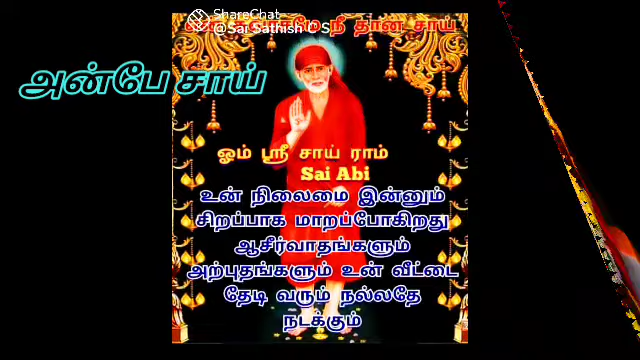 ShareChat
@Sai Sathish C S
நீ தான் சாய்
அன்பே சாய்
ஓம் ஸ்ரீ சாய் ராம்
Sai Abi
உன் நிலைமை இன்னும்
சிறப்பாக மாறப்போகிறது
ஆசீர்வாதங்களும்
அற்புதங்களும் உன் வீட்டை
தேடி வரும் நல்லதே
நடக்கும்